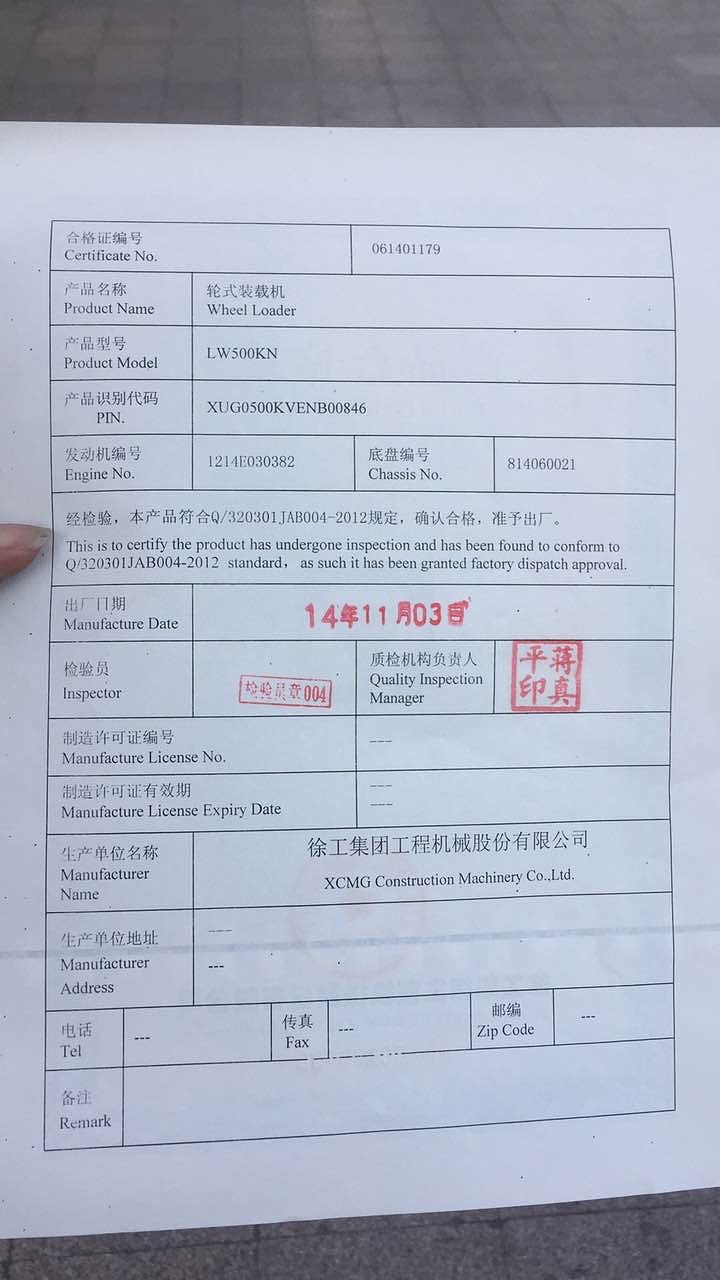 合格证编号
Certificate No.
061401179
产品名称
Product Name
轮式装载机
Wheel Loader
产品型号
Product Model
LW500KN
产品识别代码
PIN.
XUG0500KVENB00846
发动机编号
Engine No.
1214E030382
底盘编号
Chassis No.
814060021
经检验，本产品符合Q/320301JAB004-2012规定，确认合格，准予出厂。
This is to certify the product has undergone inspection and has been found to conform to
Q/320301JAB004-2012 standard, as such it has been granted factory dispatch approval.
出厂日期
Manufacture Date
14年11月03日
检验员
Inspector
检验员章004
质检机构负责人
Quality Inspection
Manager
蒋真
平印
制造许可证编号
Manufacture License No.
---
制造许可证有效期
Manufacture License Expiry Date
---
---
生产单位名称
Manufacturer
Name
徐工集团工程机械股份有限公司
XCMG Construction Machinery Co.,Ltd.
生产单位地址
Manufacturer
Address
---
---
电话
Tel
---
传真
Fax
---
邮编
Zip Code
---
备注
Remark